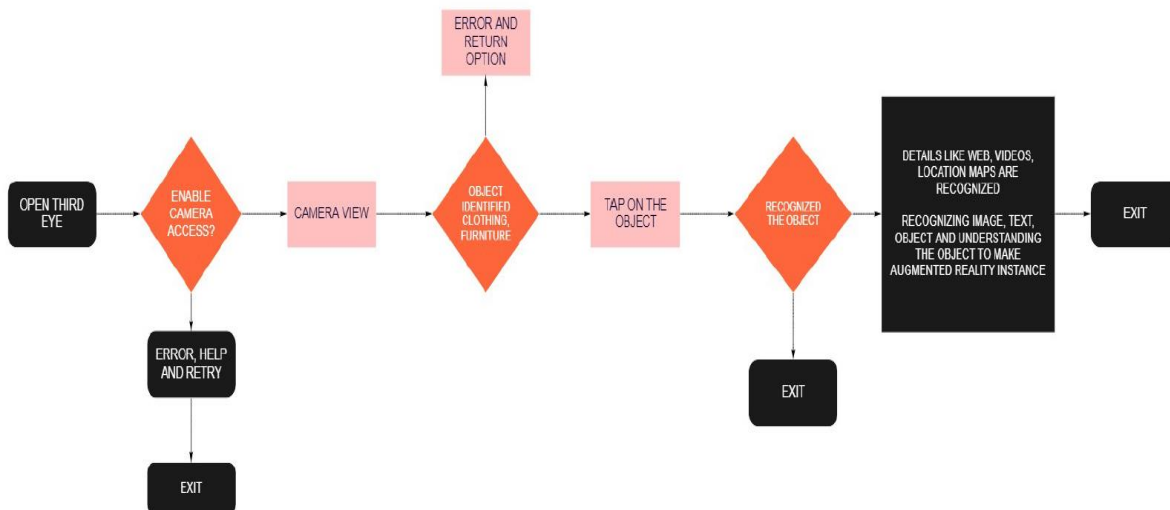 ERROR AND
RETURN
OPTION
OPEN THIRD
EYE
ENABLE
CAMERA
ACCESS?
CAMERA VIEW
OBJECT
IDENTIFIED
CLOTHING,
FURNITURE
TAP ON THE
OBJECT
RECOGNIZED
THE OBJECT
DETAILS LIKE WEB, VIDEOS,
LOCATION MAPS ARE
RECOGNIZED
RECOGNIZING IMAGE, TEXT,
OBJECT AND UNDERSTANDING
THE OBJECT TO MAKE
AUGMENTED REALITY INSTANCE
EXIT
ERROR, HELP
AND RETRY
EXIT
EXIT